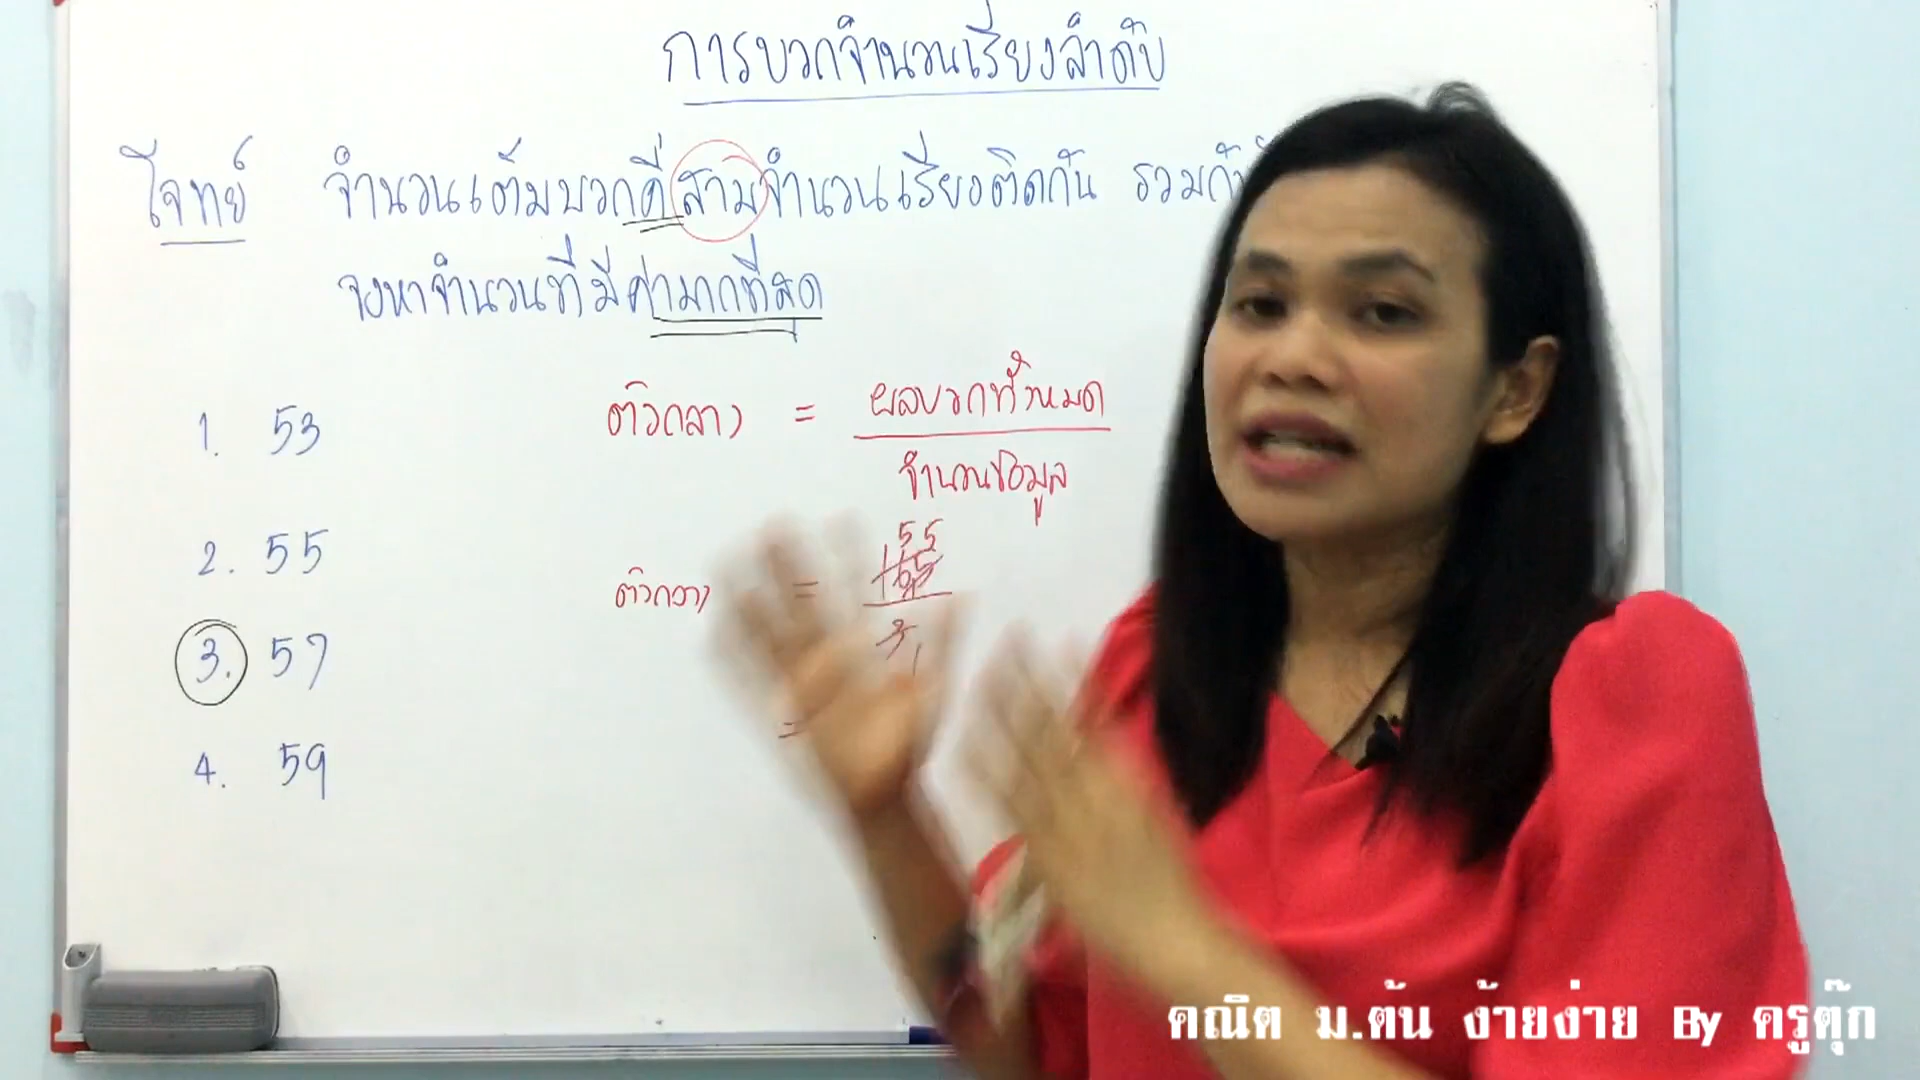 การบวกจำนวนเรียงลำดับ
โจทย์ จำนวนเต็มบวกคี่สามจำนวนเรียงติดกัน รวมกัน
จงหาจำนวนที่มีค่ามากที่สุด
1. 53
2. 55
3. 57
4. 59
ตัวกลาง = ผลบวกทั้งหมด
จำนวนข้อมูล
55
ตัวกลาง = 165
3 1
=
คณิต ม.ต้น ง้ายง่าย By ครูตุ๊ก